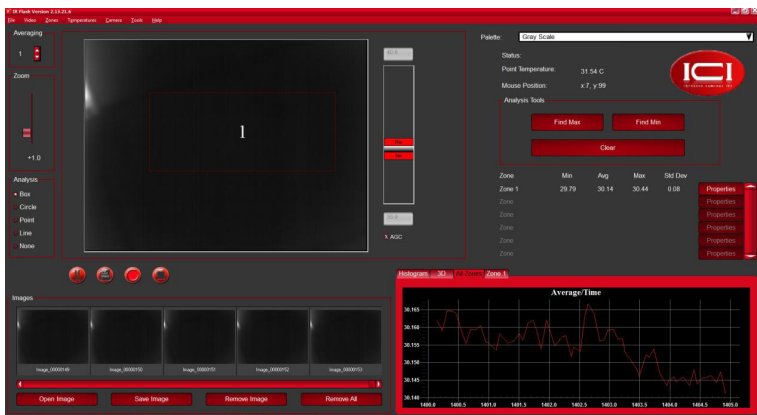 IR Flash Version 2.13.21.6
File Video Zones Temperatures Camera Tools Help
Averaging
1
Zoom
+1.0
Analysis
Box
Circle
Point
Line
None
1
Max
Min
AGC
Palette: Gray Scale
Status:
Point Temperature: 31.54 C
Mouse Position: x:7, y:99
ICI
INFRARED CAMERAS INC
Analysis Tools
Find Max Find Min
Clear
Zone Min Avg Max Std Dev
Zone 1 29.79 30.14 30.44 0.08 Properties
Zone Properties
Zone Properties
Zone Properties
Zone Properties
Zone Properties
Images
Image_00000149 Image_00000150 Image_00000151 Image_00000152 Image_00000153
Open Image Save Image Remove Image Remove All
Histogram 3D All Zones Zone 1
Average/Time
30.165
30.160
30.155
30.150
30.145
30.140
1400.0 1400.5 1401.0 1401.5 1402.0 1402.5 1403.0 1403.5 1404.0 1404.5 1405.0